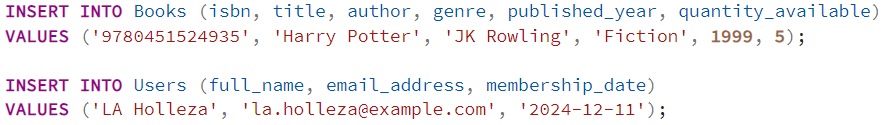 INSERT INTO Books (isbn, title, author, genre, published_year, quantity_available)
VALUES ('9780451524935', 'Harry Potter', 'JK Rowling', 'Fiction', 1999, 5);
INSERT INTO Users (full_name, email_address, membership_date)
VALUES ('LA Holleza', 'la.holleza@example.com', '2024-12-11');